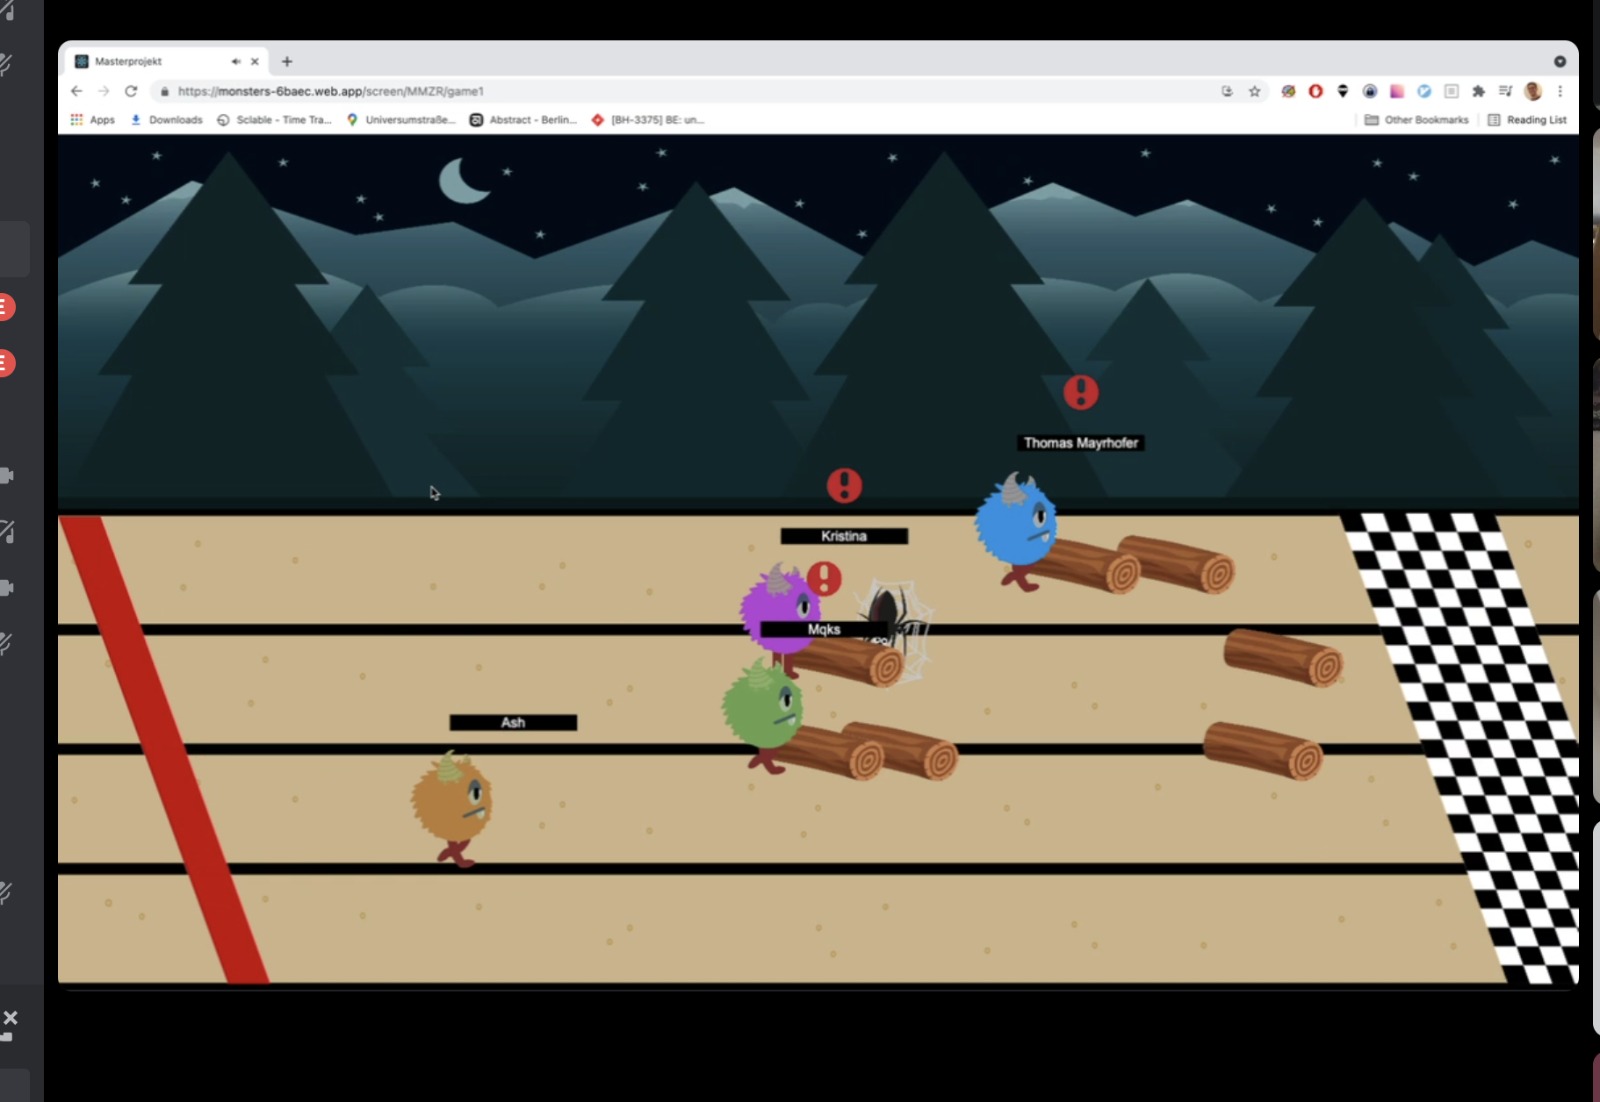 Masterprojekt
https://monsters-6baec.web.app/screen/MMZR/game1
Apps Downloads Sclable - Time Tra... Universumstraße... Abstract - Berlin... [BH-3375] BE: un... Other Bookmarks Reading List
Thomas Mayrhofer
Kristina
Mqks
Ash